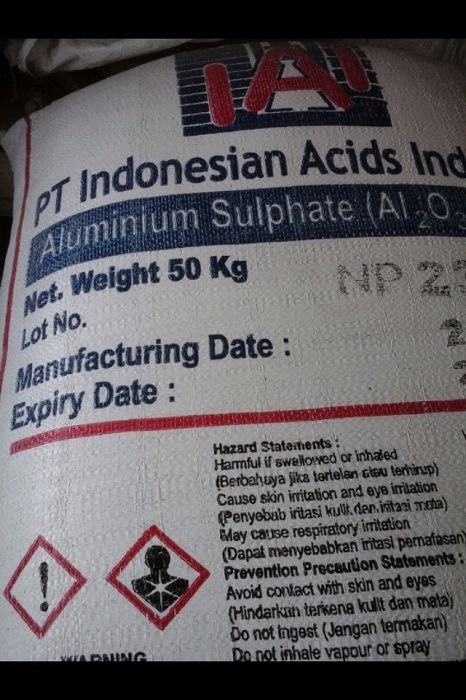 IAI
PT Indonesian Acids Ind
Aluminium Sulphate (Al2O
Net. Weight 50 Kg
NP 2
Lot No.
2
Manufacturing Date :
Expiry Date :
Hazard Statements :
Harmful if swallowed or inhaled
(Berbahaya jika tertelan atau terhirup)
Cause skin irritation and eye irritation
(Penyebab iritasi kulit dan iritasi mata)
May cause respiratory irritation
(Dapat menyebabkan iritasi pernafasan)
Prevention Precaution Statements :
Avoid contact with skin and eyes
(Hindarkan terkena kulit dan mata)
Do not Ingest (Jangan termakan)
Do not inhale vapour or spray
WARNING